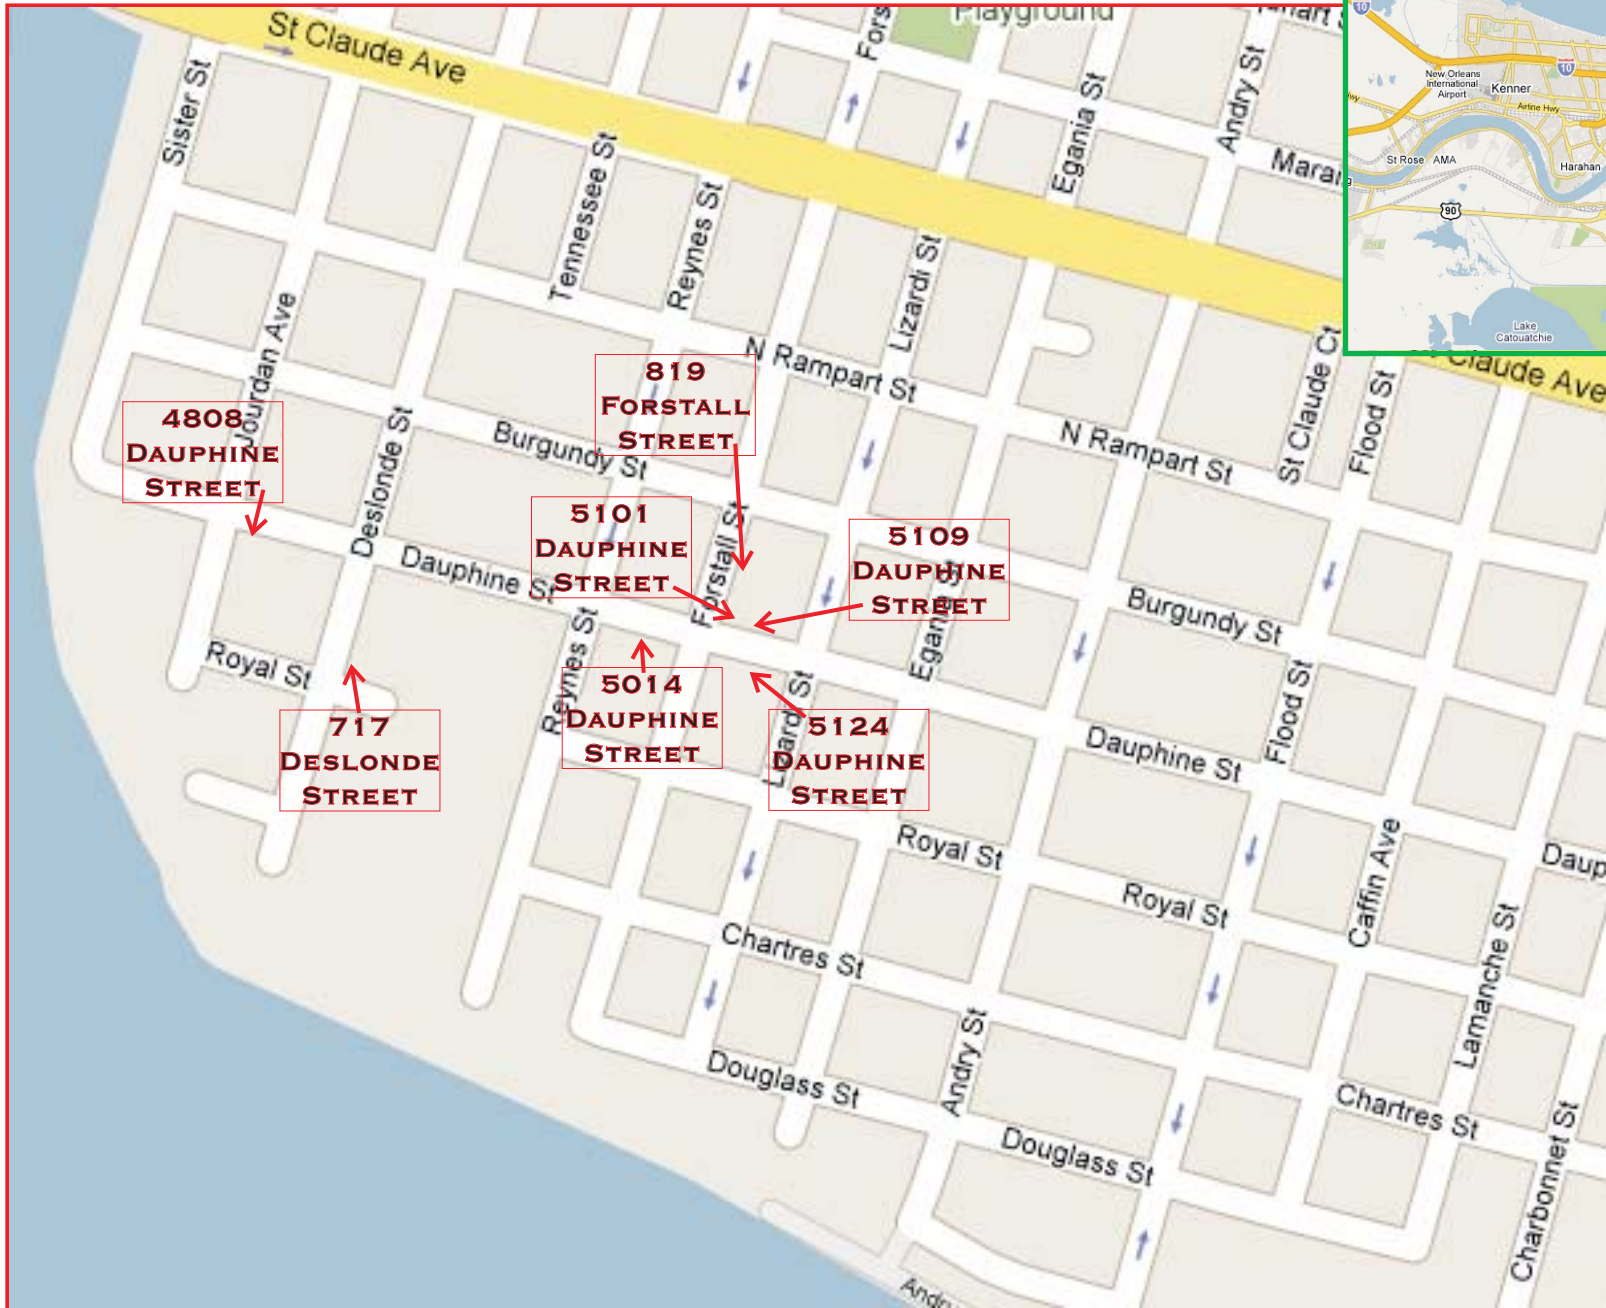 Playground
St Claude Ave
Sister St
Fors
Egania St
Andry St
Maraı
New Orleans
International
Airport
Kenner
10
10
Airline Hwy
St Rose
AMA
Harahan
90
Lake
Catouatchie
Tennessee St
Reynes St
Lizardi St
Jourdan Ave
N Rampart St
St Claude Ct
Flood St
Claude Ave
819
Forstall
Street
4808
Dauphine
Street
Deslonde St
Burgundy St
N Rampart St
5101
Dauphine
Street
Forstall St
5109
Dauphine
Street
Egania St
Dauphine St
Burgundy St
Royal St
Reynes St
5014
Dauphine
Street
Lizardi St
5124
Dauphine
Street
717
Deslonde
Street
Flood St
Dauphine St
Royal St
Daup
Caffin Ave
Royal St
Chartres St
Lamanche St
Andry St
Douglass St
Chartres St
Douglass St
Charbonnet St
Andry